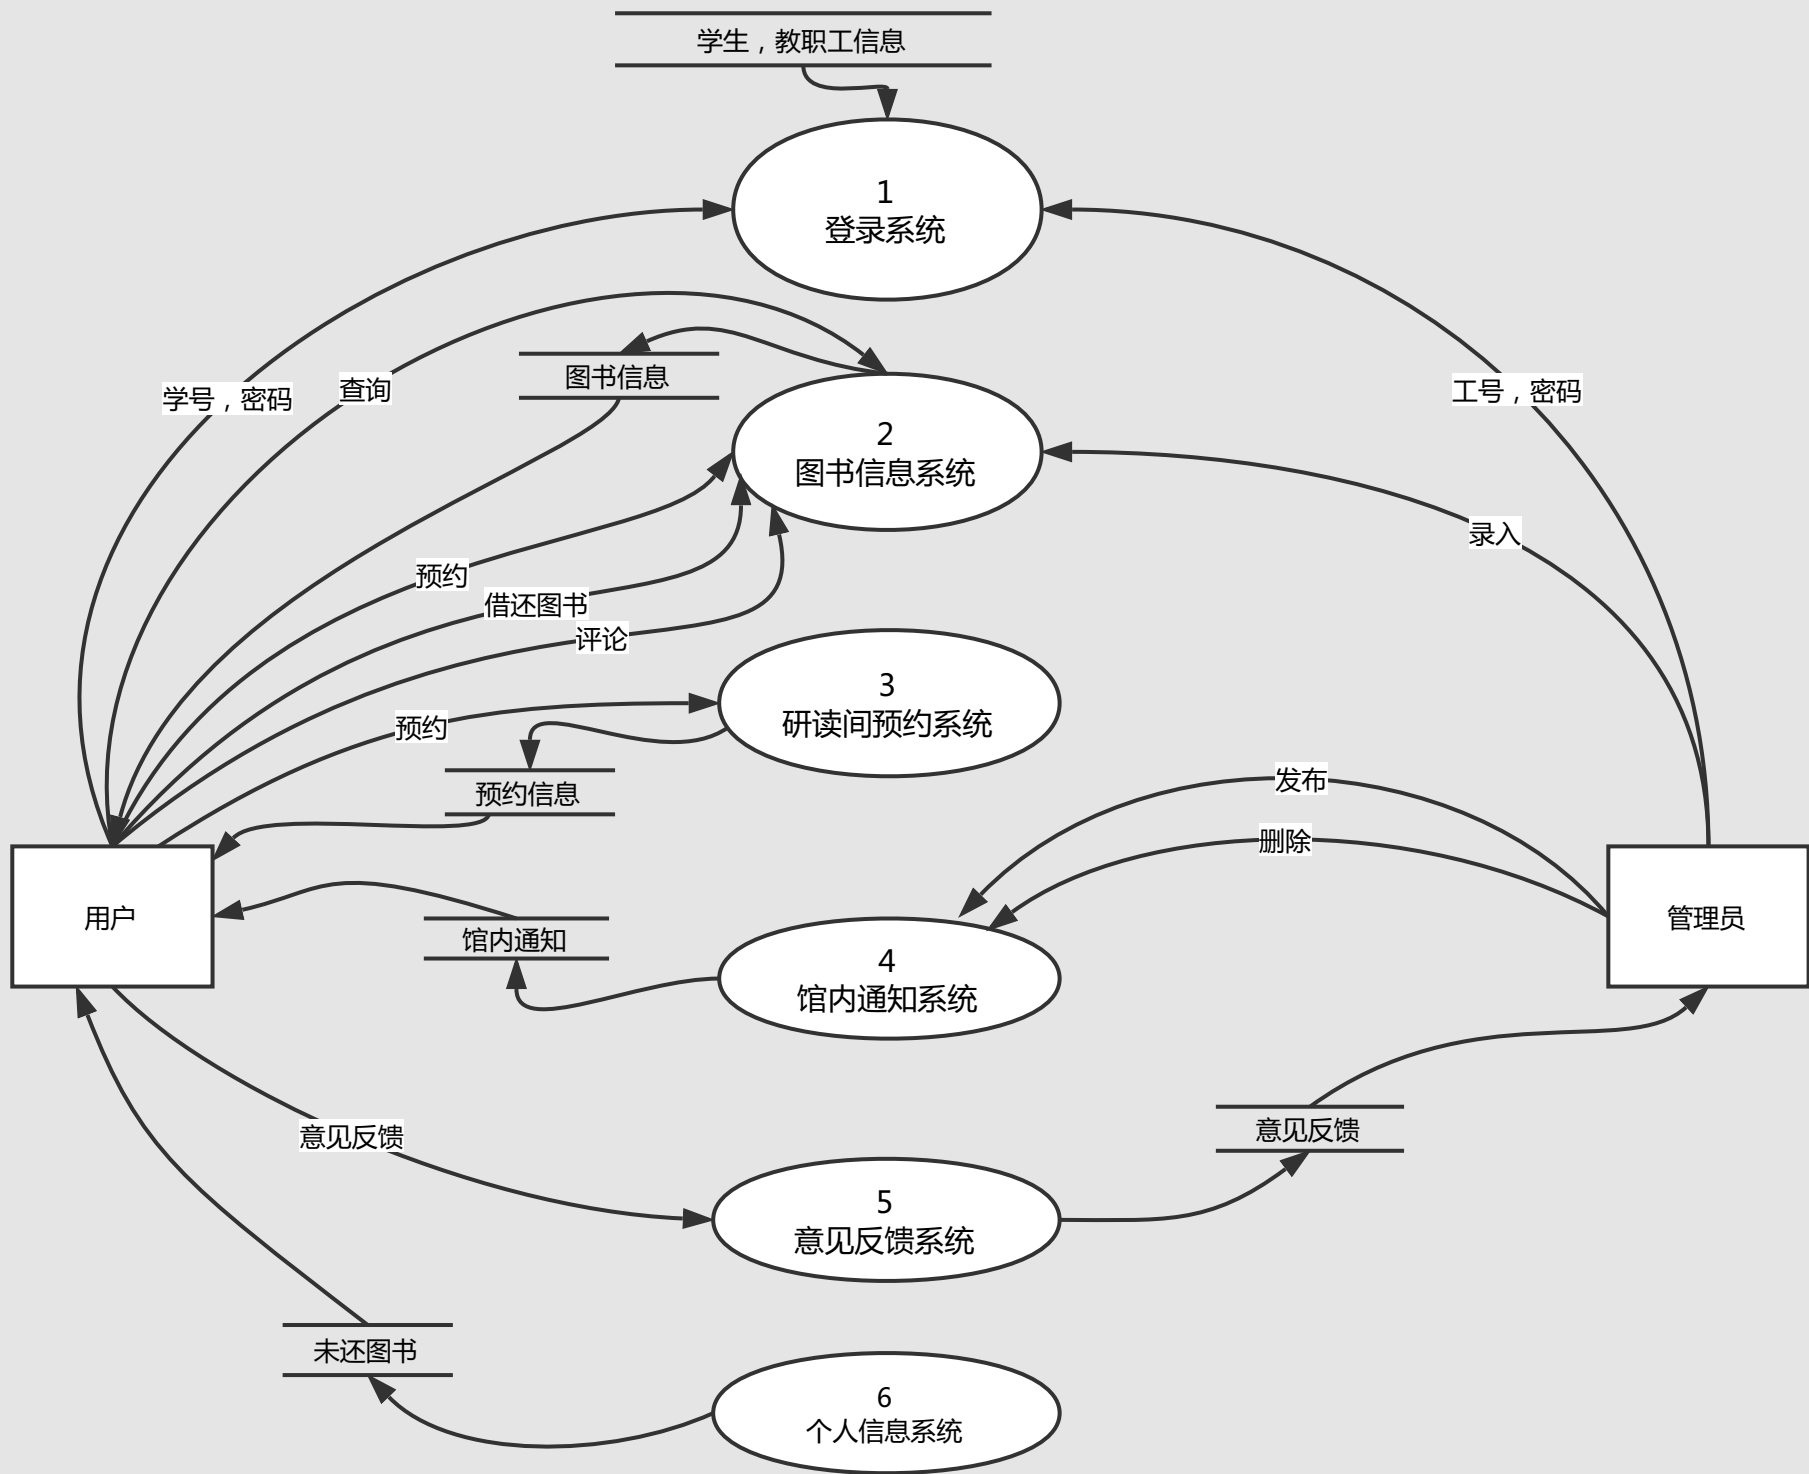 学生，教职工信息
1
登录系统
学号，密码
查询
图书信息
工号，密码
2
图书信息系统
录入
预约
借还图书
评论
3
研读间预约系统
预约
预约信息
发布
删除
用户
馆内通知
4
馆内通知系统
管理员
意见反馈
意见反馈
5
意见反馈系统
未还图书
6
个人信息系统